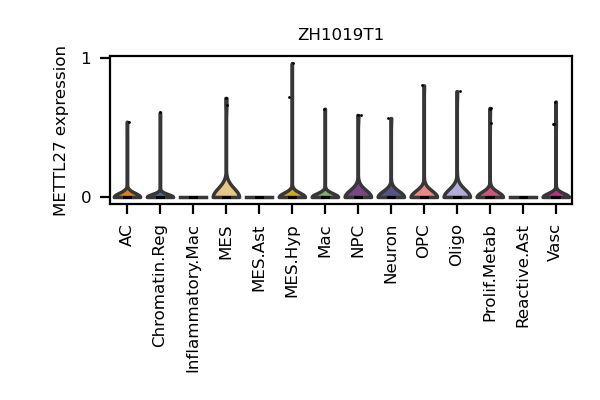 ZH1019T1
METTL27 expression
1
0
AC
Chromatin.Reg
Inflammatory.Mac
MES
MES.Ast
MES.Hyp
Mac
NPC
Neuron
OPC
Oligo
Prolif.Metab
Reactive.Ast
Vasc